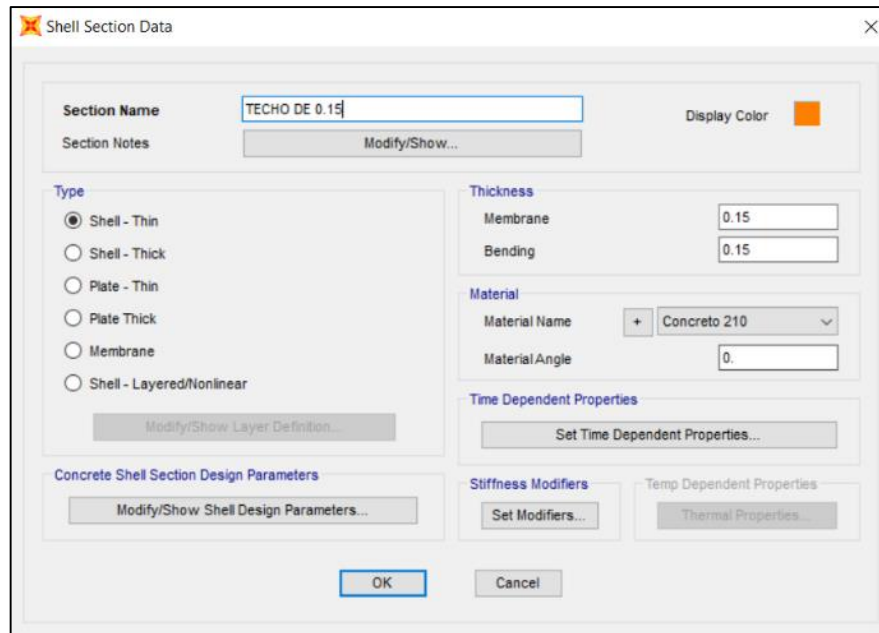 Shell Section Data
Section Name TECHO DE 0.15 Display Color
Section Notes Modify/Show...
Type
Shell - Thin
Shell - Thick
Plate - Thin
Plate Thick
Membrane
Shell - Layered/Nonlinear
Modify/Show Layer Definition...
Concrete Shell Section Design Parameters
Modify/Show Shell Design Parameters...
Thickness
Membrane 0.15
Bending 0.15
Material
Material Name + Concreto 210
Material Angle 0.
Time Dependent Properties
Set Time Dependent Properties...
Stiffness Modifiers
Set Modifiers...
Temp Dependent Properties
Thermal Properties...
OK Cancel